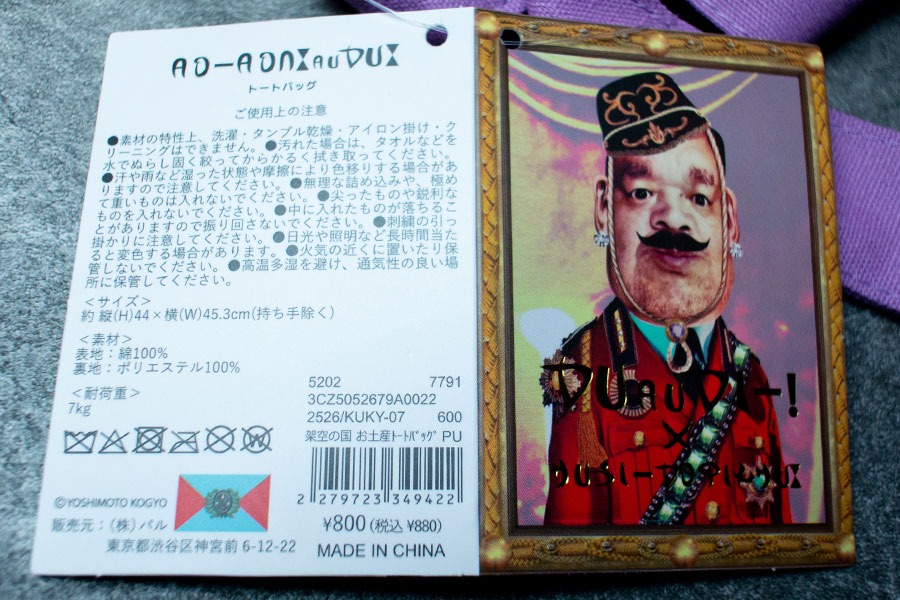 トートバッグ
ご使用上の注意
●素材の特性上、洗濯・タンブル乾燥・アイロン掛け・ク
リーニングはできません。●汚れた場合は、タオルなどを
水でぬらし固く絞ってからかるく拭き取ってください。
●汗や雨など湿った状態や摩擦により色移りする場合があ
りますので注意してください。●無理な詰め込みや、極め
て重いものは入れないでください。●尖ったものや鋭利な
ものを入れないでください。●中に入れたものが落ちるこ
とがありますので振り回さないでください。●刺繍の引っ
掛かりに注意してください。●日光や照明など長時間当た
ると変色する場合があります。●火気の近くに置いたり保
管しないでください。●高温多湿を避け、通気性の良い場
所に保管してください。
＜サイズ＞
約 縦(H)44×横(W)45.3cm(持ち手除く)
＜素材＞
表地：綿100%
裏地：ポリエステル100%
＜耐荷重＞
7kg
5202 7791
3CZ5052679A0022
2526/KUKY-07 600
架空の国 お土産ﾄｰﾄﾊﾞｯｸﾞ PU
2 279723 349422
¥800(税込 ¥880)
MADE IN CHINA
©YOSHIMOTO KOGYO
販売元：(株) パル
東京都渋谷区神宮前 6-12-22